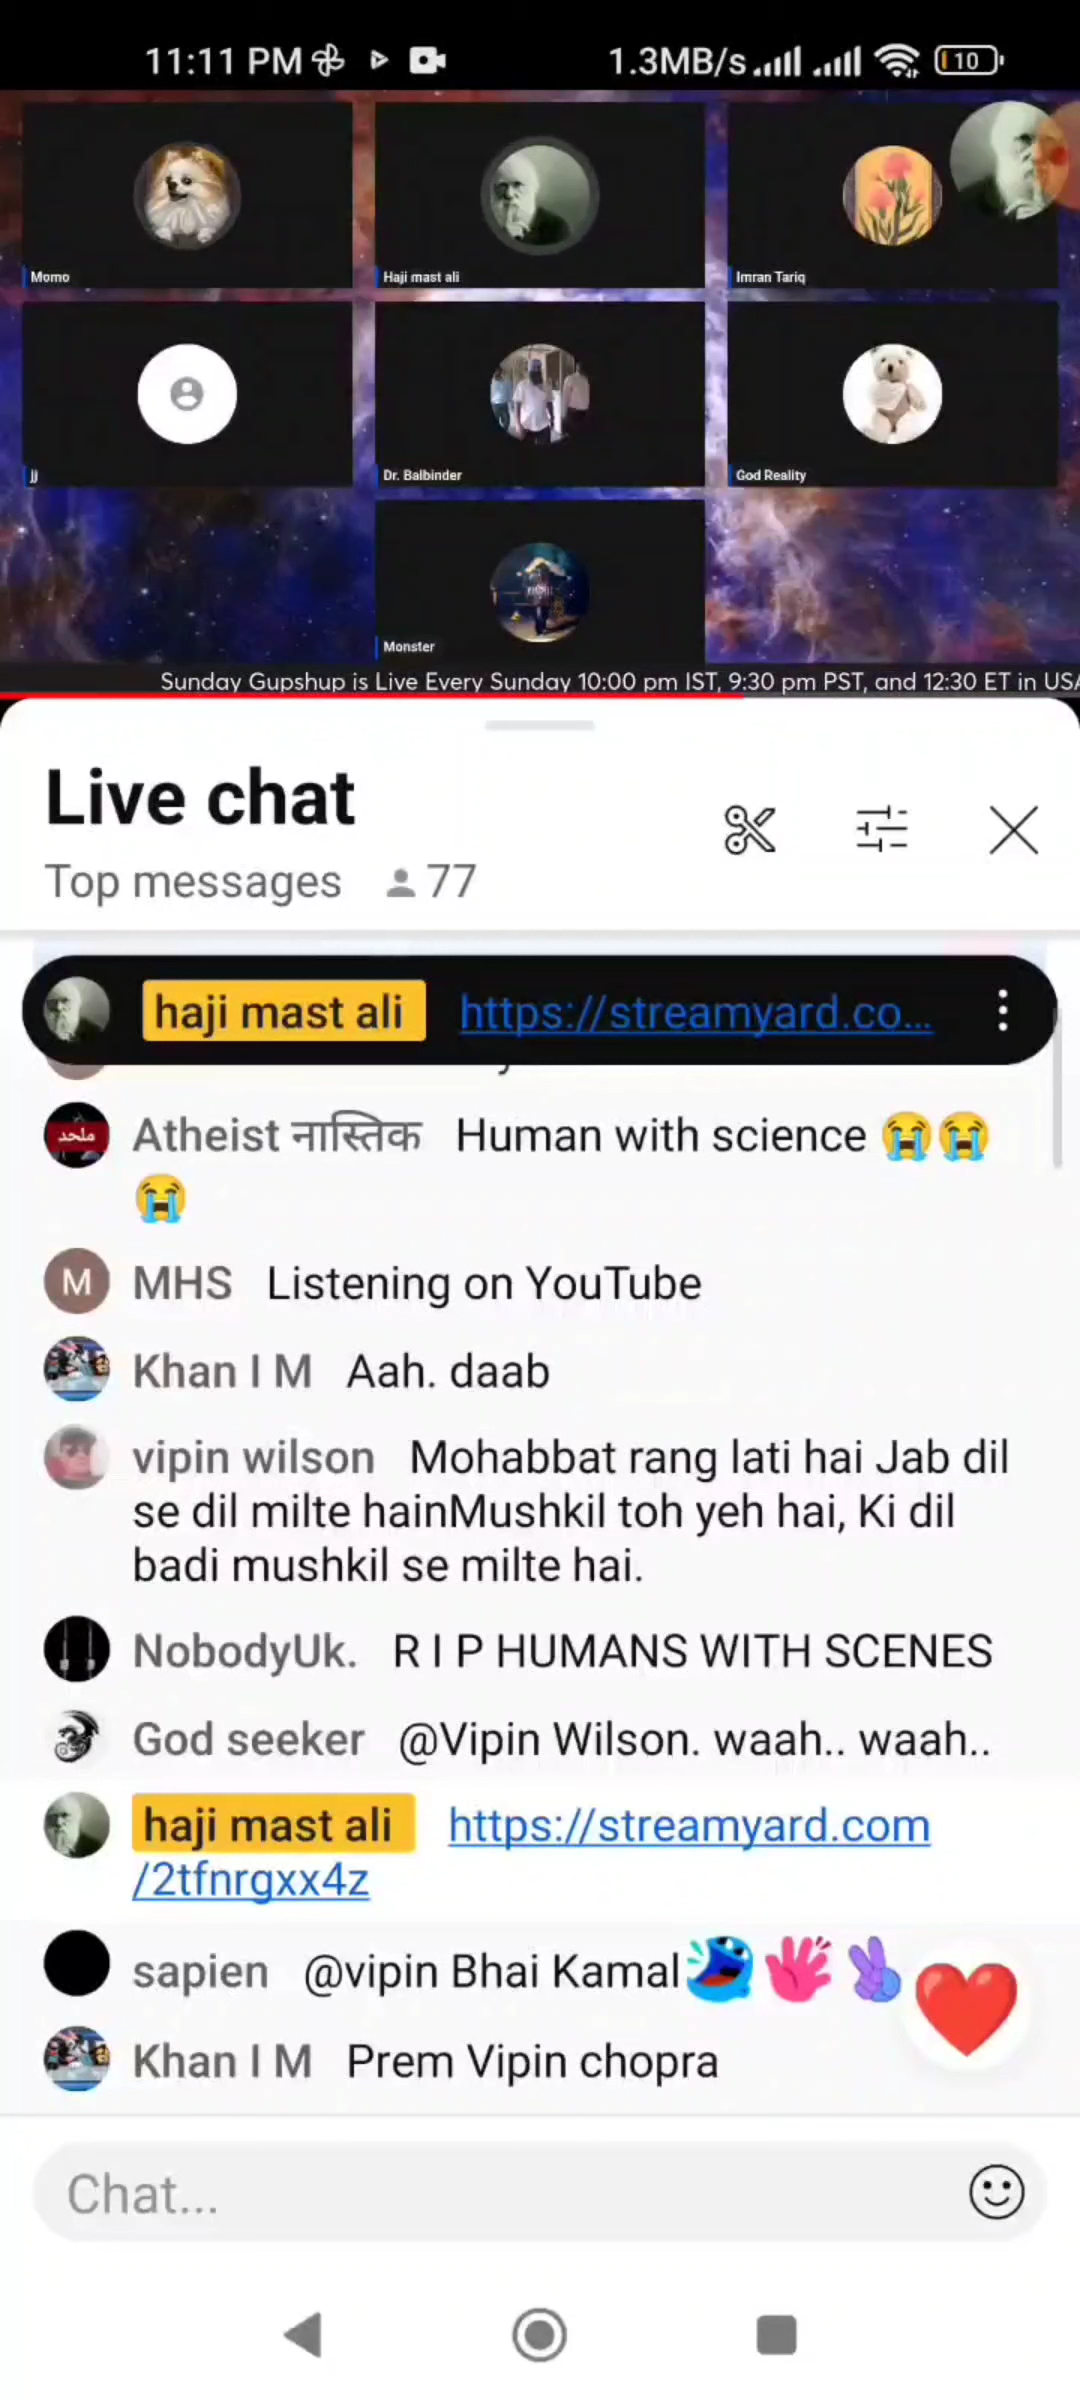 11:11 PM 1.3MB/s 10
Momo
Haji mast ali
Imran Tariq
jj
Dr. Balbinder
God Reality
Monster
Sunday Gupshup is Live Every Sunday 10:00 pm IST, 9:30 pm PST, and 12:30 ET in USA
Live chat
Top messages 77
haji mast ali https://streamyard.co...
ملحد
Atheist नास्तिक Human with science 😭😭
😭
M MHS Listening on YouTube
Khan I M Aah. daab
vipin wilson Mohabbat rang lati hai Jab dil
se dil milte hainMushkil toh yeh hai, Ki dil
badi mushkil se milte hai.
NobodyUk. R I P HUMANS WITH SCENES
God seeker @Vipin Wilson. waah.. waah..
haji mast ali https://streamyard.com
/2tfnrgxx4z
sapien @vipin Bhai Kamal
Khan I M Prem Vipin chopra
Chat...